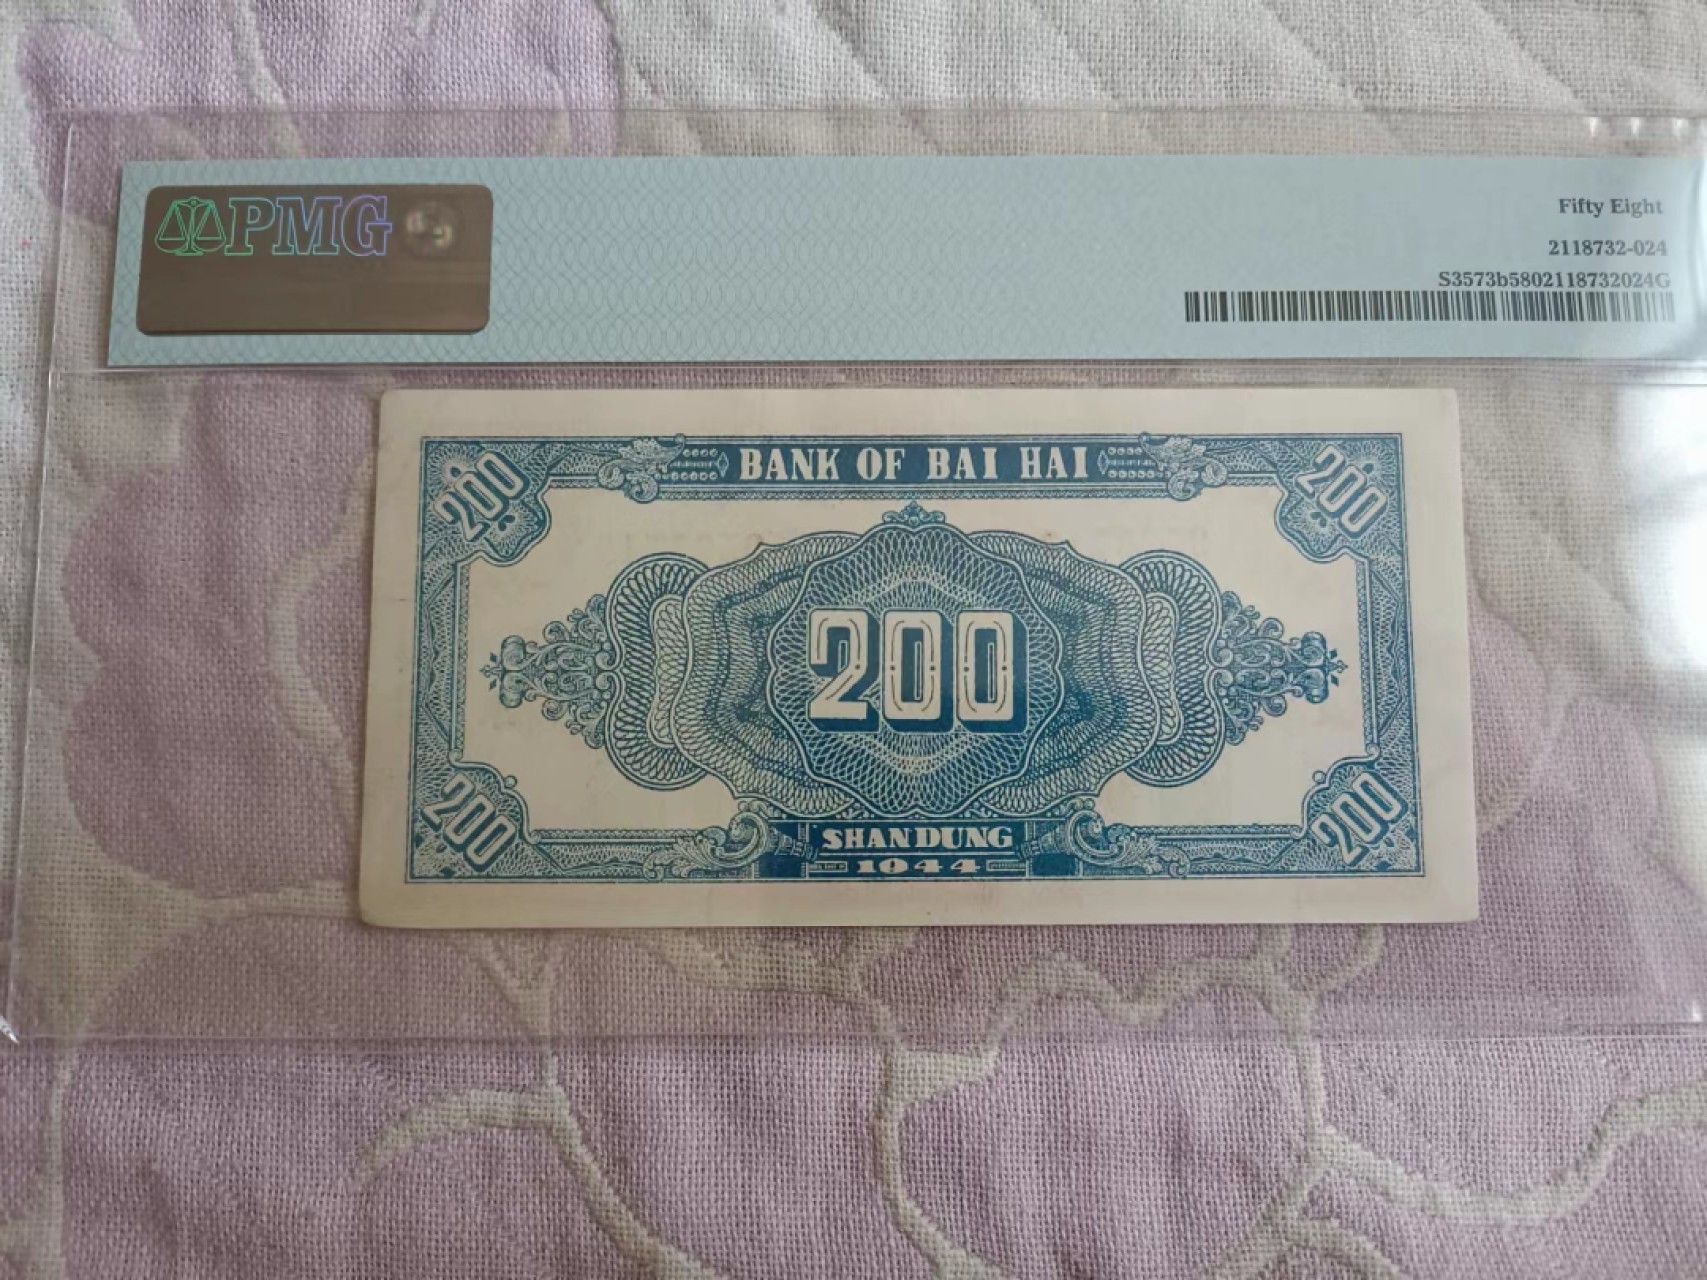 PMG
Fifty Eight
2118732-024
S3573b5802118732024G
200 BANK OF BAI HAI 200
200
200 SHANDUNG 200
1944